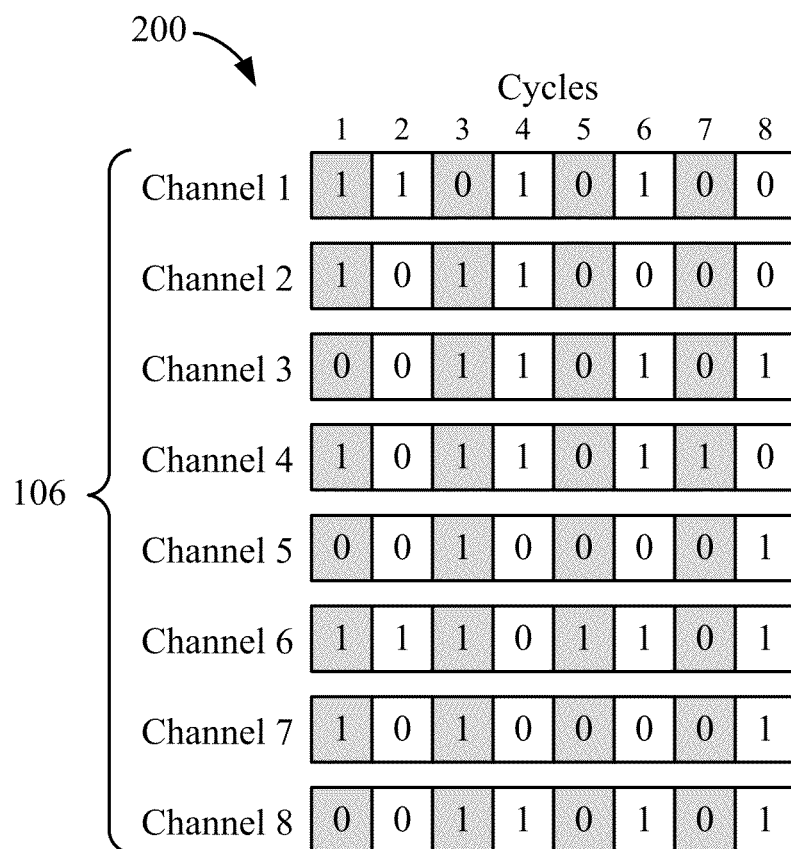 200
Cycles
1 2 3 4 5 6 7 8
Channel 1 1 1 0 1 0 1 0 0
Channel 2 1 0 1 1 0 0 0 0
Channel 3 0 0 1 1 0 1 0 1
Channel 4 1 0 1 1 0 1 1 0
106
Channel 5 0 0 1 0 0 0 0 1
Channel 6 1 1 1 0 1 1 0 1
Channel 7 1 0 1 0 0 0 0 1
Channel 8 0 0 1 1 0 1 0 1